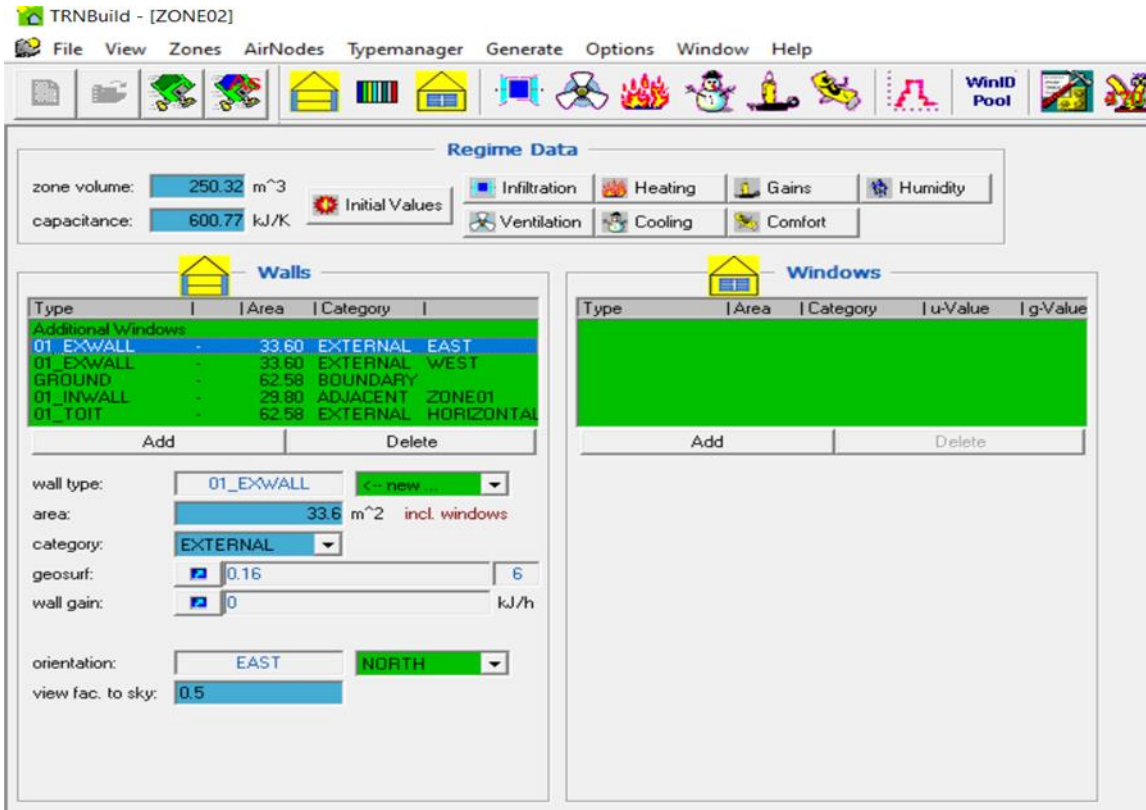 TRNBuild - [ZONE02]
File View Zones AirNodes Typemanager Generate Options Window Help
WinID Pool
Regime Data
zone volume: 250.32 m^3
capacitance: 600.77 kJ/K
Initial Values
Infiltration Heating Gains Humidity
Ventilation Cooling Comfort
Walls
Type | | Area | Category |
Additional Windows
01_EXWALL - 33.60 EXTERNAL EAST
01_EXWALL - 33.60 EXTERNAL WEST
GROUND - 62.58 BOUNDARY
01_INWALL - 29.80 ADJACENT ZONE01
01_TOIT - 62.58 EXTERNAL HORIZONTAL
Add Delete
wall type: 01_EXWALL <-- new ...
area: 33.6 m^2 incl. windows
category: EXTERNAL
geosurf: 0.16 6
wall gain: 0 kJ/h
orientation: EAST NORTH
view fac. to sky: 0.5
Windows
Type | Area | Category | u-Value | g-Value
Add Delete